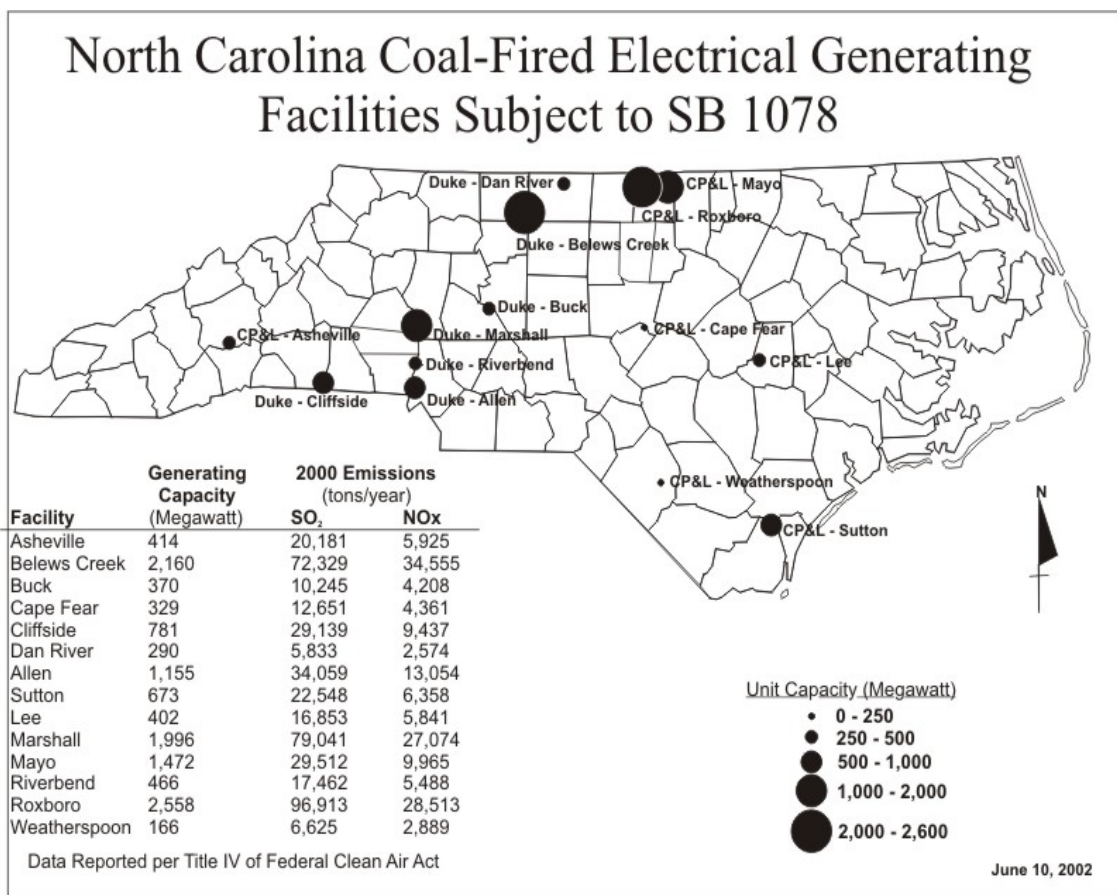 North Carolina Coal-Fired Electrical Generating
Facilities Subject to SB 1078
Duke - Dan River
CP&L - Mayo
CP&L - Roxboro
Duke - Belews Creek
Duke - Buck
CP&L - Asheville
Duke - Marshall
CP&L - Cape Fear
Duke - Riverbend
CP&L - Lee
Duke - Cliffside
Duke - Allen
CP&L - Weatherspoon
CP&L - Sutton
N
Generating 2000 Emissions
Capacity (tons/year)
Facility (Megawatt) SO₂ NOx
Asheville 414 20,181 5,925
Belews Creek 2,160 72,329 34,555
Buck 370 10,245 4,208
Cape Fear 329 12,651 4,361
Cliffside 781 29,139 9,437
Dan River 290 5,833 2,574
Allen 1,155 34,059 13,054
Sutton 673 22,548 6,358
Lee 402 16,853 5,841
Marshall 1,996 79,041 27,074
Mayo 1,472 29,512 9,965
Riverbend 466 17,462 5,488
Roxboro 2,558 96,913 28,513
Weatherspoon 166 6,625 2,889
Data Reported per Title IV of Federal Clean Air Act
Unit Capacity (Megawatt)
0 - 250
250 - 500
500 - 1,000
1,000 - 2,000
2,000 - 2,600
June 10, 2002